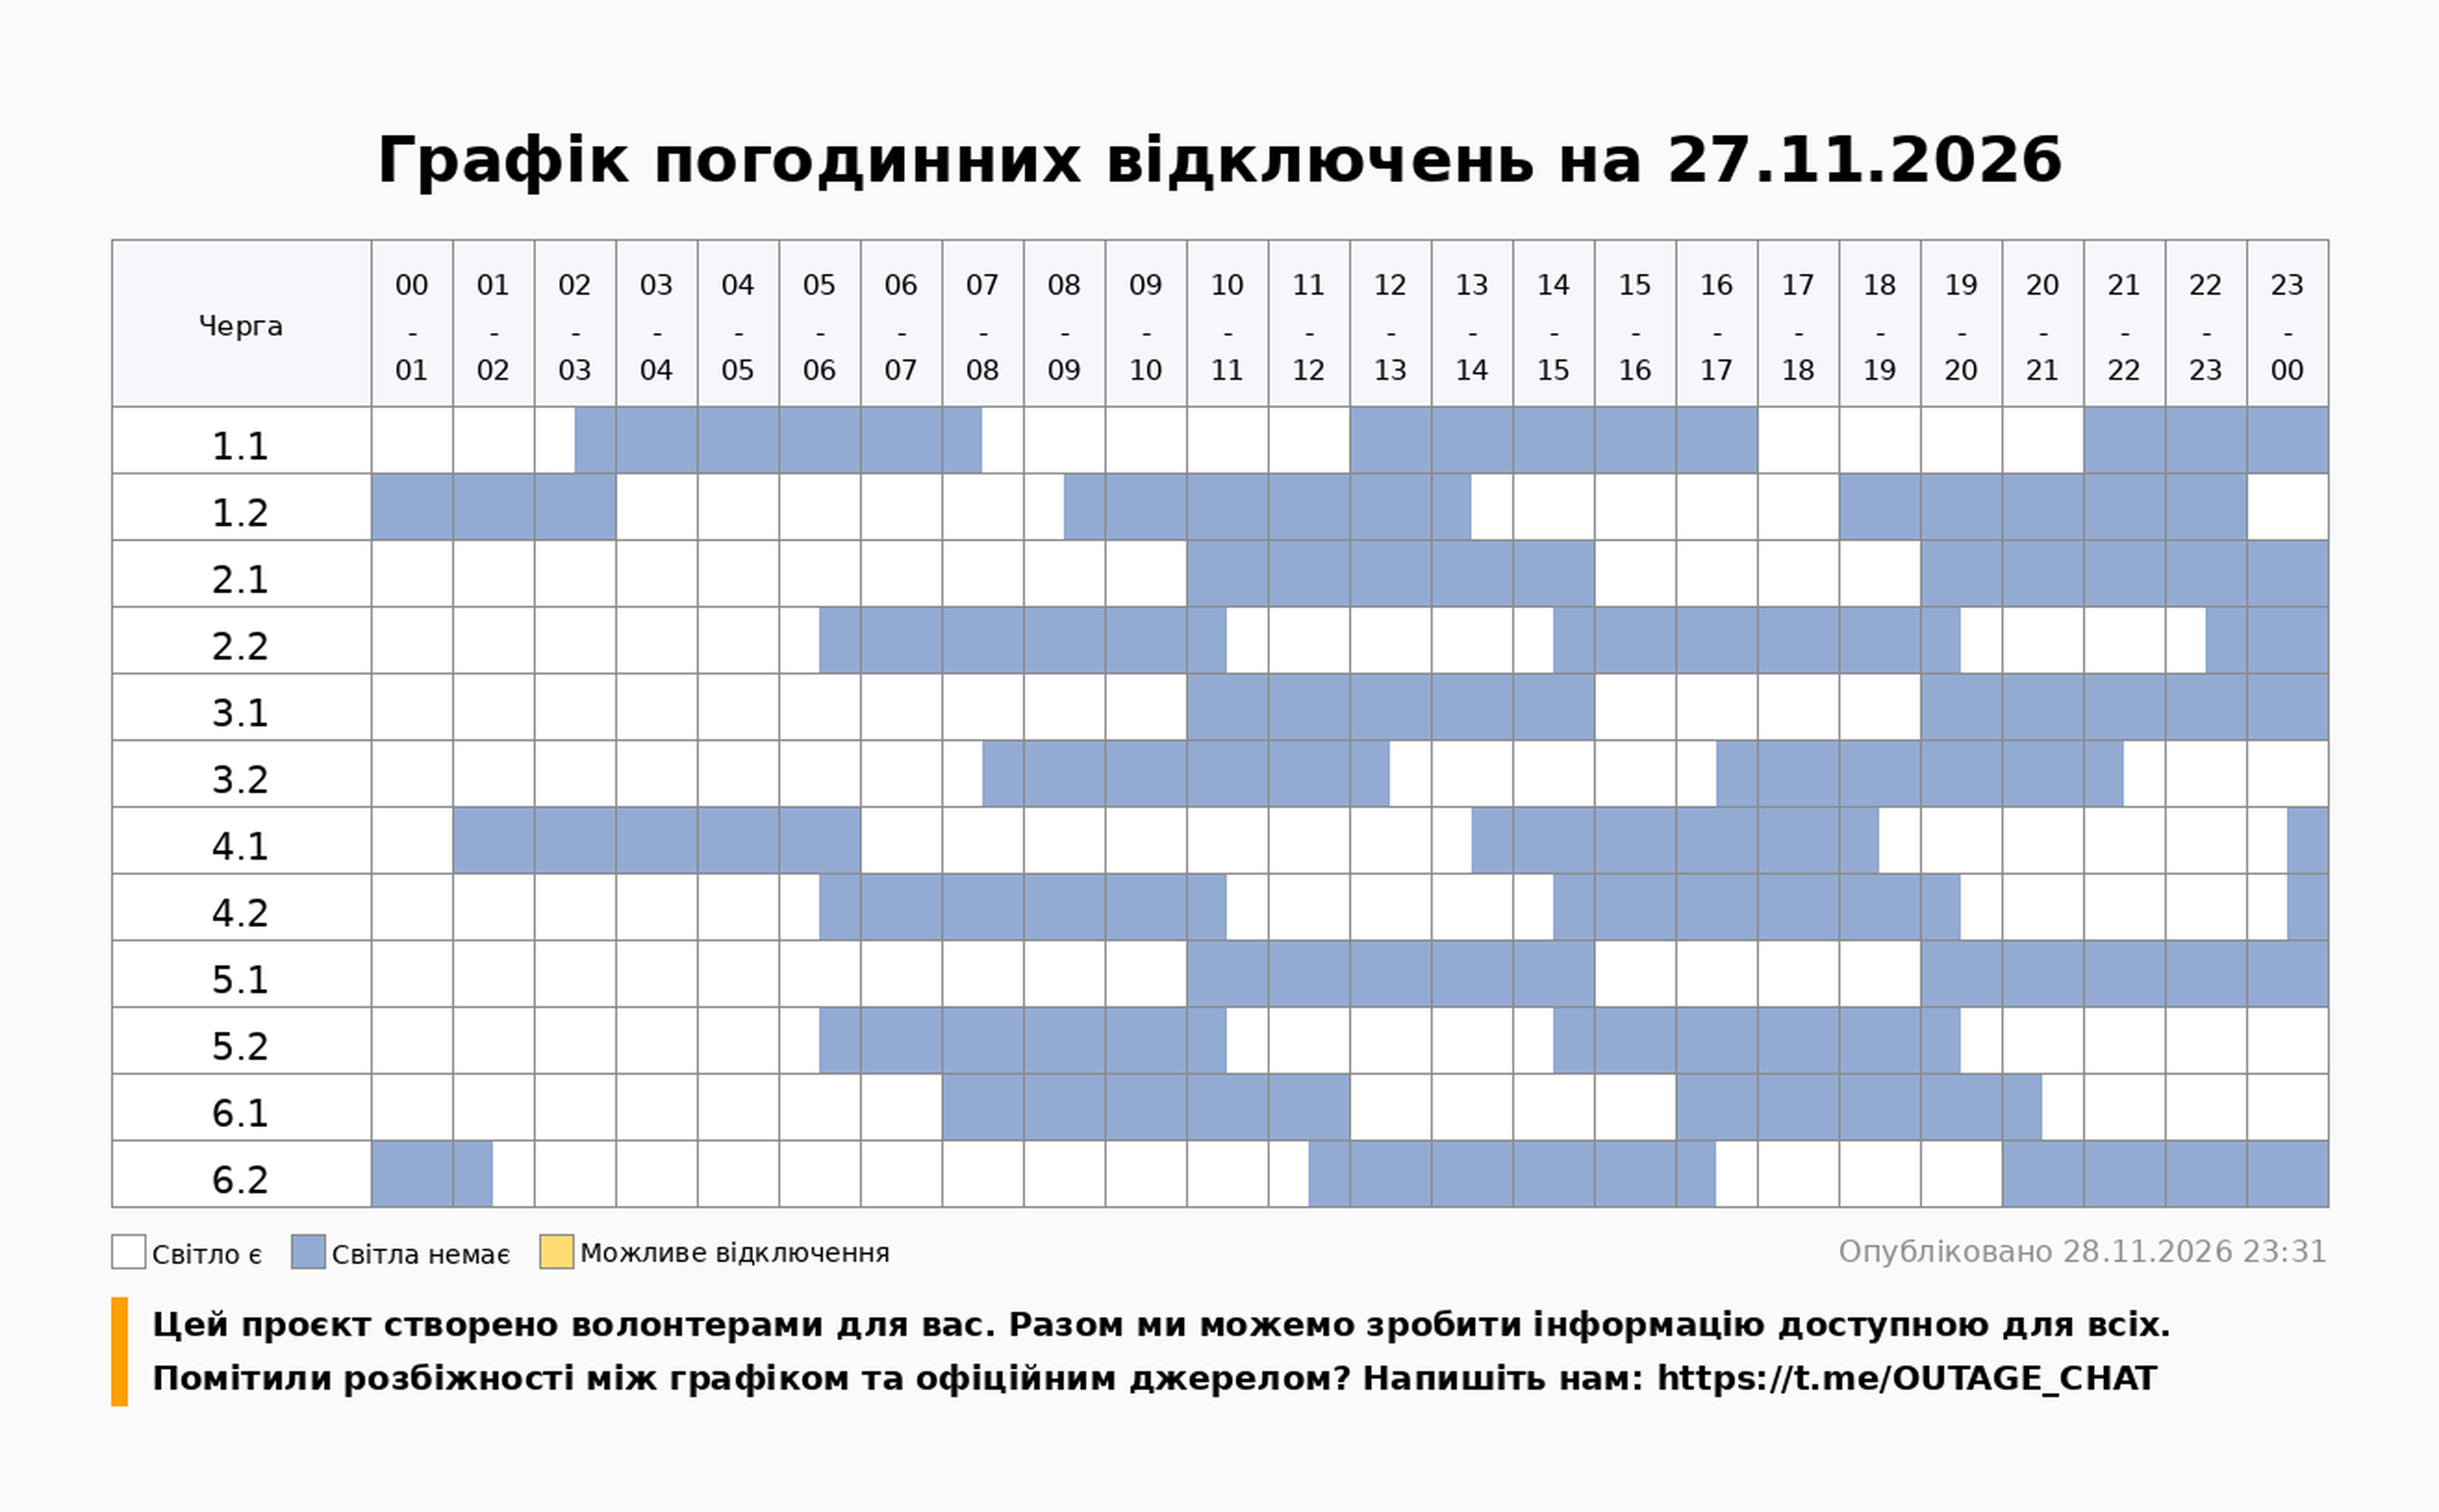 Графік погодинних відключень на 27.11.2026
Черга 00 - 01 01 - 02 02 - 03 03 - 04 04 - 05 05 - 06 06 - 07 07 - 08 08 - 09 09 - 10 10 - 11 11 - 12 12 - 13 13 - 14 14 - 15 15 - 16 16 - 17 17 - 18 18 - 19 19 - 20 20 - 21 21 - 22 22 - 23 23 - 00
1.1
1.2
2.1
2.2
3.1
3.2
4.1
4.2
5.1
5.2
6.1
6.2
Світло є Світла немає Можливе відключення Опубліковано 28.11.2026 23:31
Цей проєкт створено волонтерами для вас. Разом ми можемо зробити інформацію доступною для всіх.
Помітили розбіжності між графіком та офіційним джерелом? Напишіть нам: https://t.me/OUTAGE_CHAT